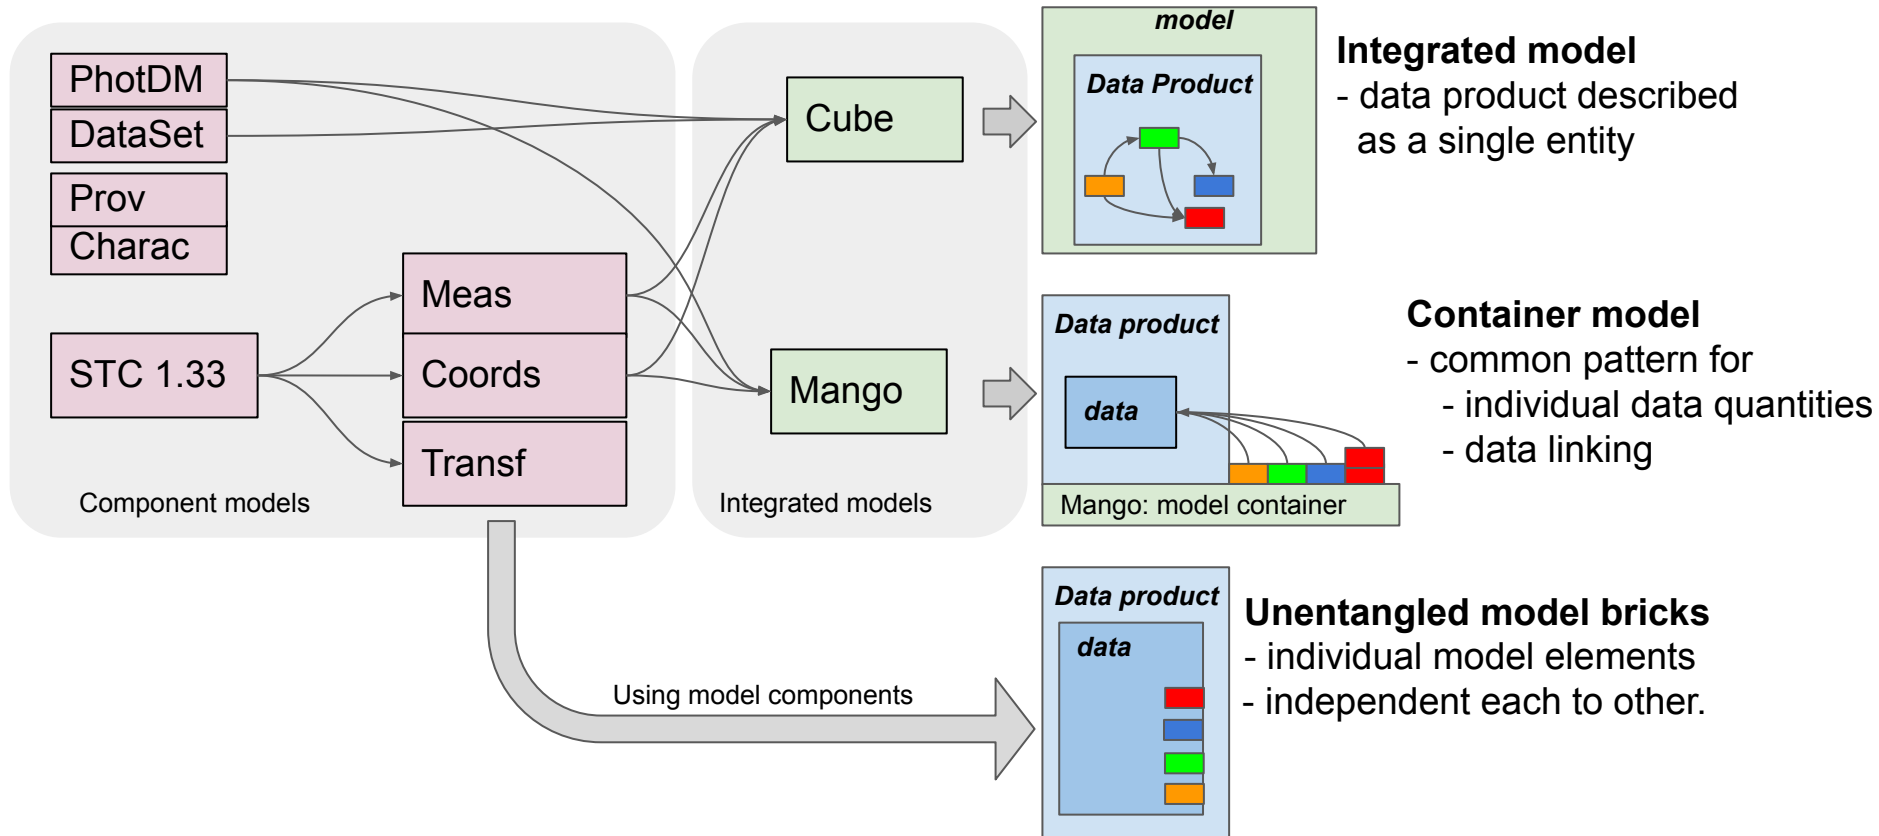 PhotDM
DataSet
Prov
Charac
STC 1.33
Meas
Coords
Transf
Component models
Cube
Mango
Integrated models
model
Data Product
Integrated model
- data product described
as a single entity
Data product
data
Mango: model container
Container model
- common pattern for
- individual data quantities
- data linking
Using model components
Data product
data
Unentangled model bricks
- individual model elements
- independent each to other.